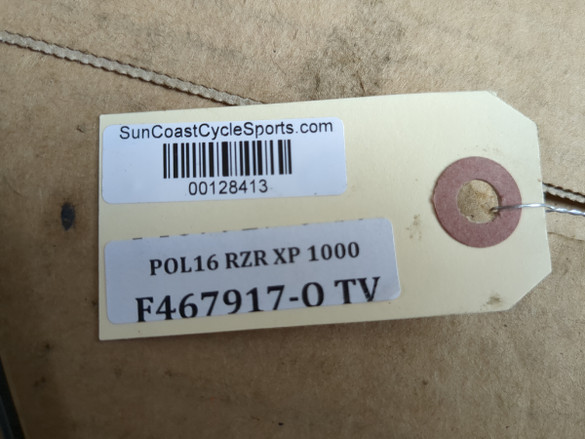 SunCoastCycleSports.com
00128413
POL16 RZR XP 1000
F467917-O TV